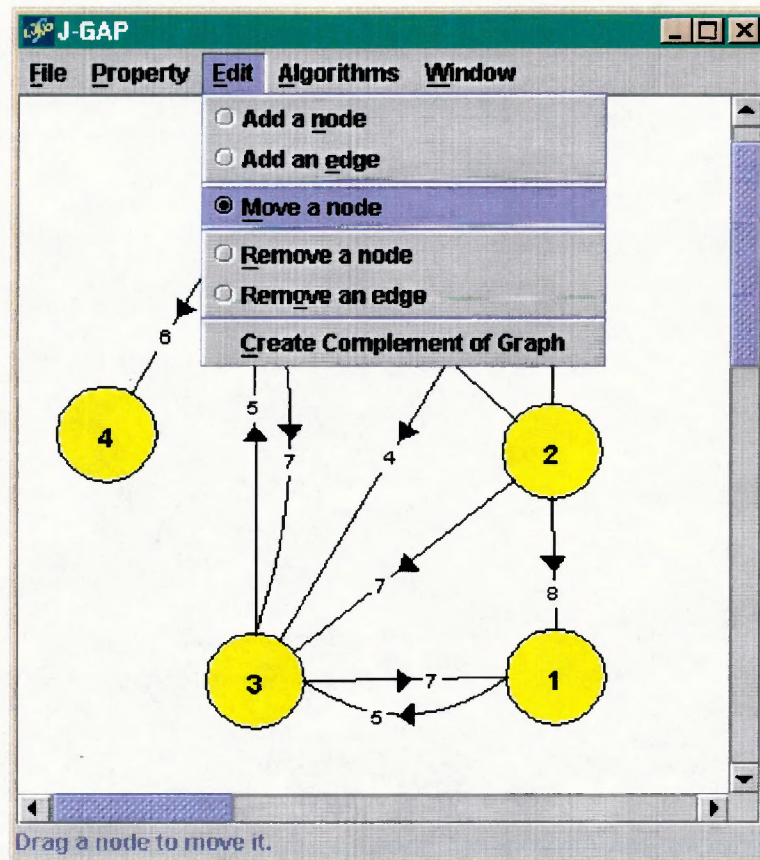 J-GAP
File Property Edit Algorithms Window
Add a node
Add an edge
Move a node
Remove a node
Remove an edge
Create Complement of Graph
6
5
4
7
4
2
7
8
3
7
1
5
Drag a node to move it.